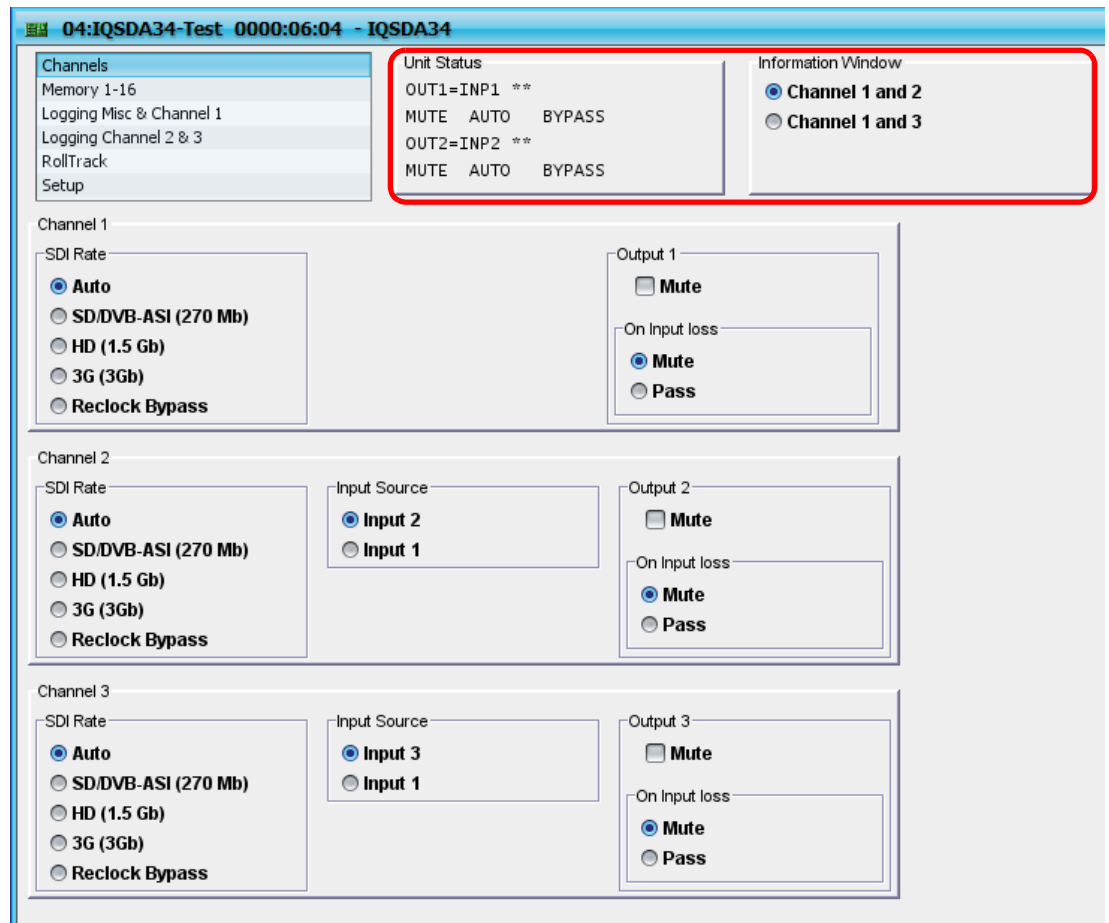 04:IQSDA34-Test 0000:06:04 - IQSDA34
Channels
Memory 1-16
Logging Misc & Channel 1
Logging Channel 2 & 3
RollTrack
Setup
Unit Status
OUT1=INP1 **
MUTE AUTO BYPASS
OUT2=INP2 **
MUTE AUTO BYPASS
Information Window
Channel 1 and 2
Channel 1 and 3
Channel 1
SDI Rate
Auto
SD/DVB-ASI (270 Mb)
HD (1.5 Gb)
3G (3Gb)
Reclock Bypass
Output 1
Mute
On Input loss
Mute
Pass
Channel 2
SDI Rate
Auto
SD/DVB-ASI (270 Mb)
HD (1.5 Gb)
3G (3Gb)
Reclock Bypass
Input Source
Input 2
Input 1
Output 2
Mute
On Input loss
Mute
Pass
Channel 3
SDI Rate
Auto
SD/DVB-ASI (270 Mb)
HD (1.5 Gb)
3G (3Gb)
Reclock Bypass
Input Source
Input 3
Input 1
Output 3
Mute
On Input loss
Mute
Pass